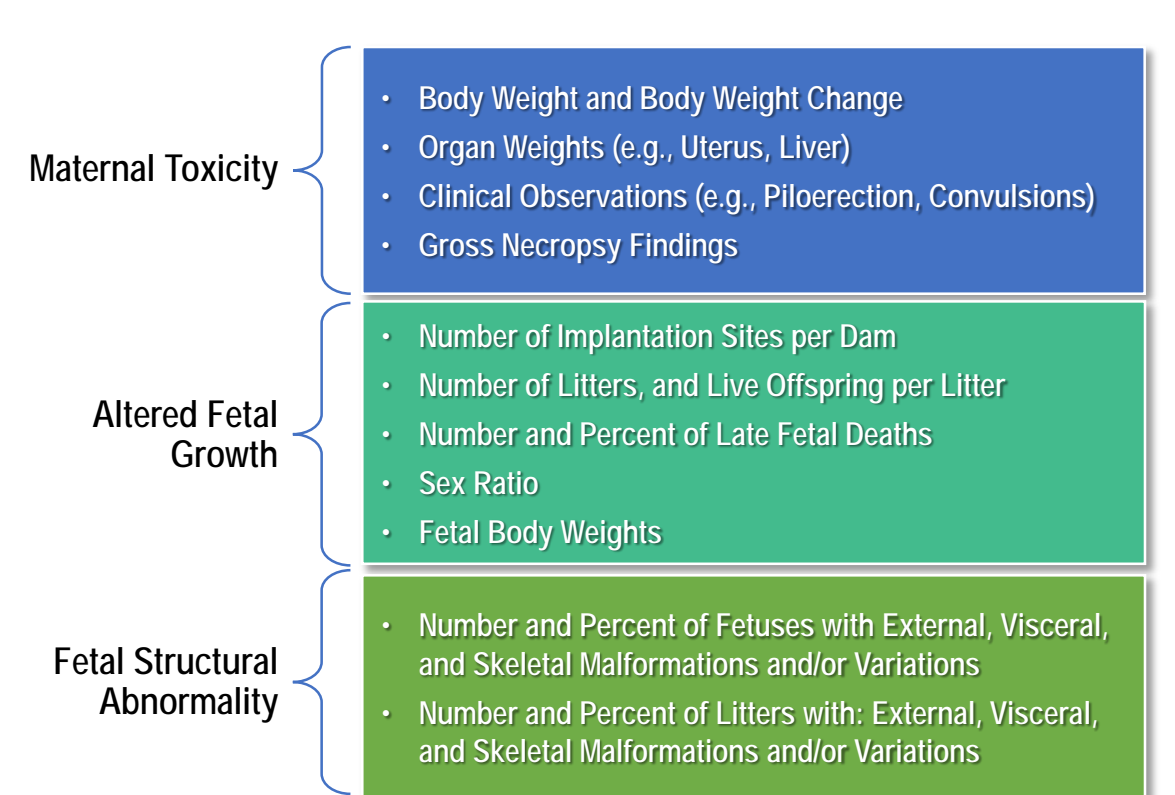 Maternal Toxicity
• Body Weight and Body Weight Change
• Organ Weights (e.g., Uterus, Liver)
• Clinical Observations (e.g., Piloerection, Convulsions)
• Gross Necropsy Findings
Altered Fetal
Growth
• Number of Implantation Sites per Dam
• Number of Litters, and Live Offspring per Litter
• Number and Percent of Late Fetal Deaths
• Sex Ratio
• Fetal Body Weights
Fetal Structural
Abnormality
• Number and Percent of Fetuses with External, Visceral,
and Skeletal Malformations and/or Variations
• Number and Percent of Litters with: External, Visceral,
and Skeletal Malformations and/or Variations